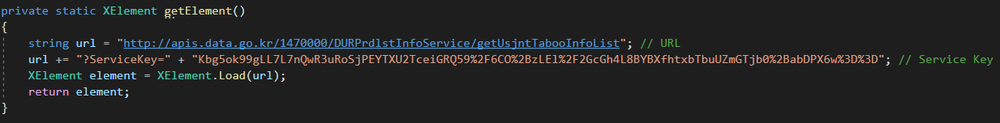 private static XElement getElement()
{
string url = "http://apis.data.go.kr/1470000/DURPrdlstInfoService/getUsjntTabooInfoList"; // URL
url += "?ServiceKey=" + "Kbg5ok99gLL7L7nQwR3uRoSjPEYTXU2TceiGRQ59%2F6CO%2BzLEl%2F2GcGh4L8BYBXfhtxbTbuUZmGTjb0%2BabDPX6w%3D%3D"; // Service Key
XElement element = XElement.Load(url);
return element;
}